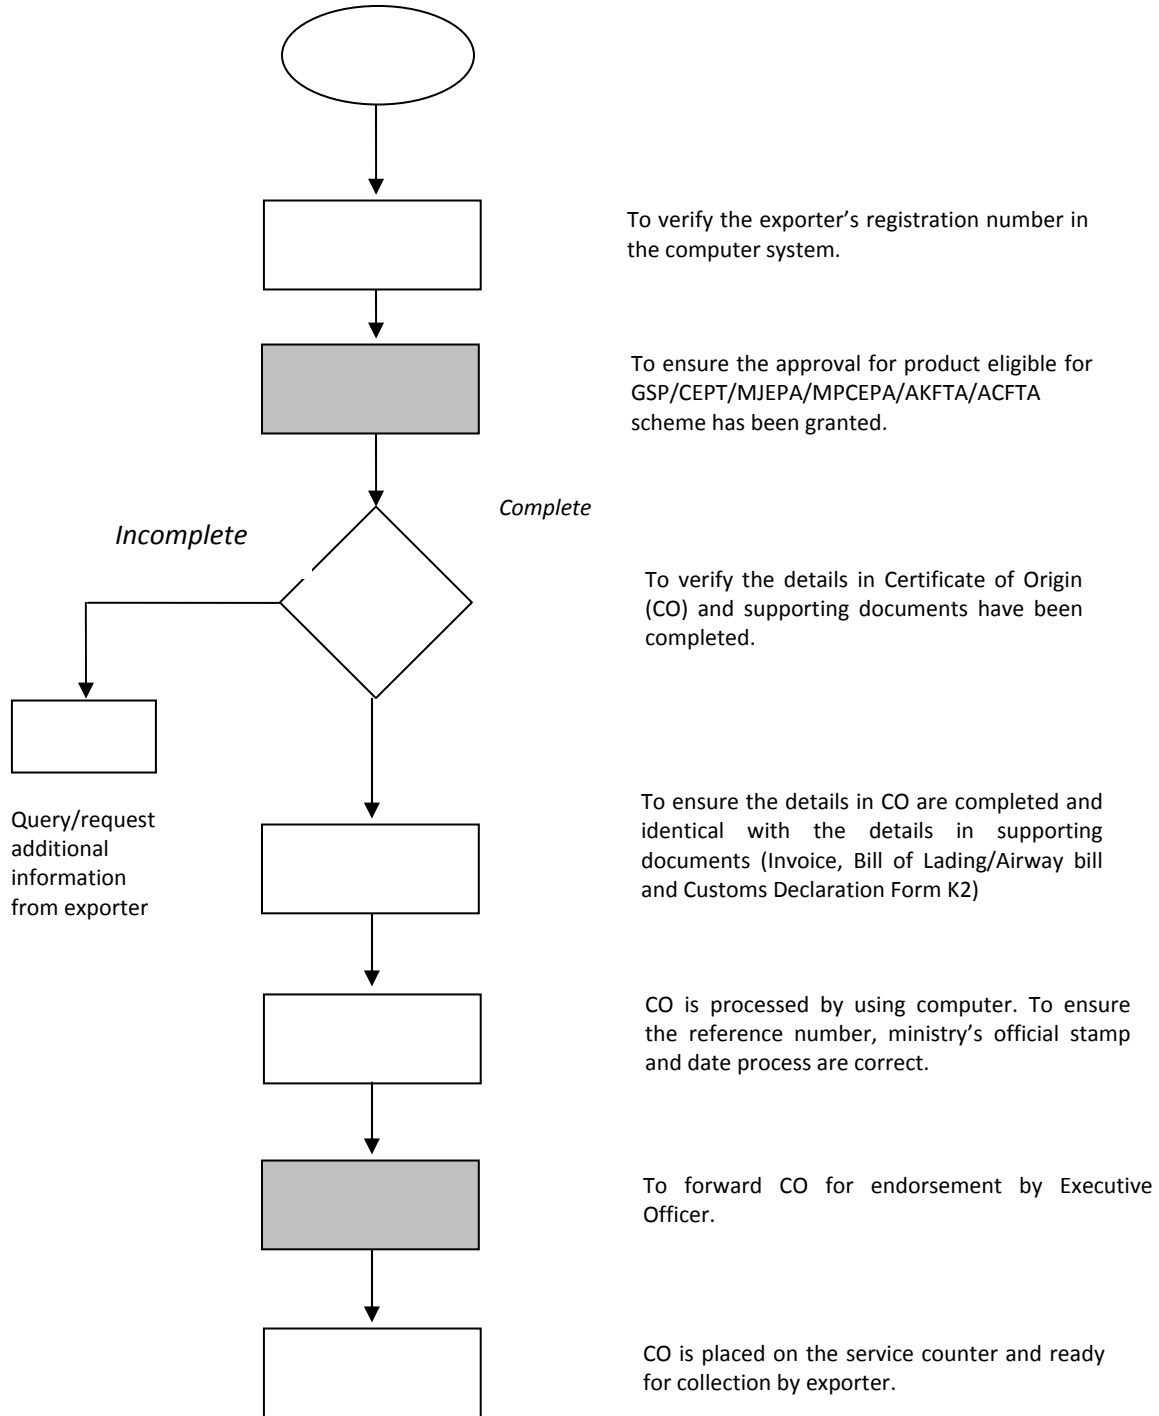 To verify the exporter’s registration number in
the computer system.
To ensure the approval for product eligible for
GSP/CEPT/MJEPA/MPCEPA/AKFTA/ACFTA
scheme has been granted.
Complete
Incomplete
To verify the details in Certificate of Origin
(CO) and supporting documents have been
completed.
Query/request
additional
information
from exporter
To ensure the details in CO are completed and
identical with the details in supporting
documents (Invoice, Bill of Lading/Airway bill
and Customs Declaration Form K2)
CO is processed by using computer. To ensure
the reference number, ministry’s official stamp
and date process are correct.
To forward CO for endorsement by Executive
Officer.
CO is placed on the service counter and ready
for collection by exporter.